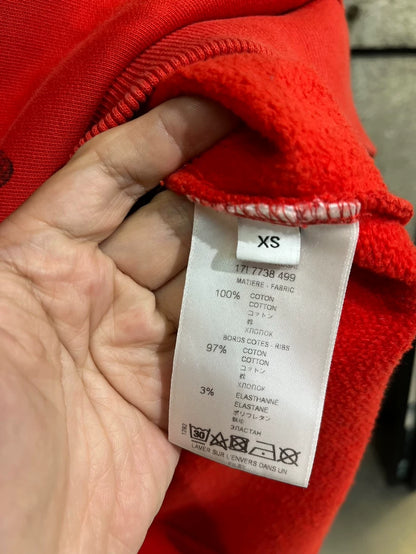 XS
17I 7738 499
MATIERE - FABRIC
100% COTON
COTTON
コットン
棉
ХЛОПОК
BORDS COTES - RIBS
97% COTON
COTTON
コットン
棉
ХЛОПОК
3% ELASTHANNE
ELASTANE
ポリウレタン
ЭЛАСТАН
30
LAVER SUR L'ENVERS DANS UN